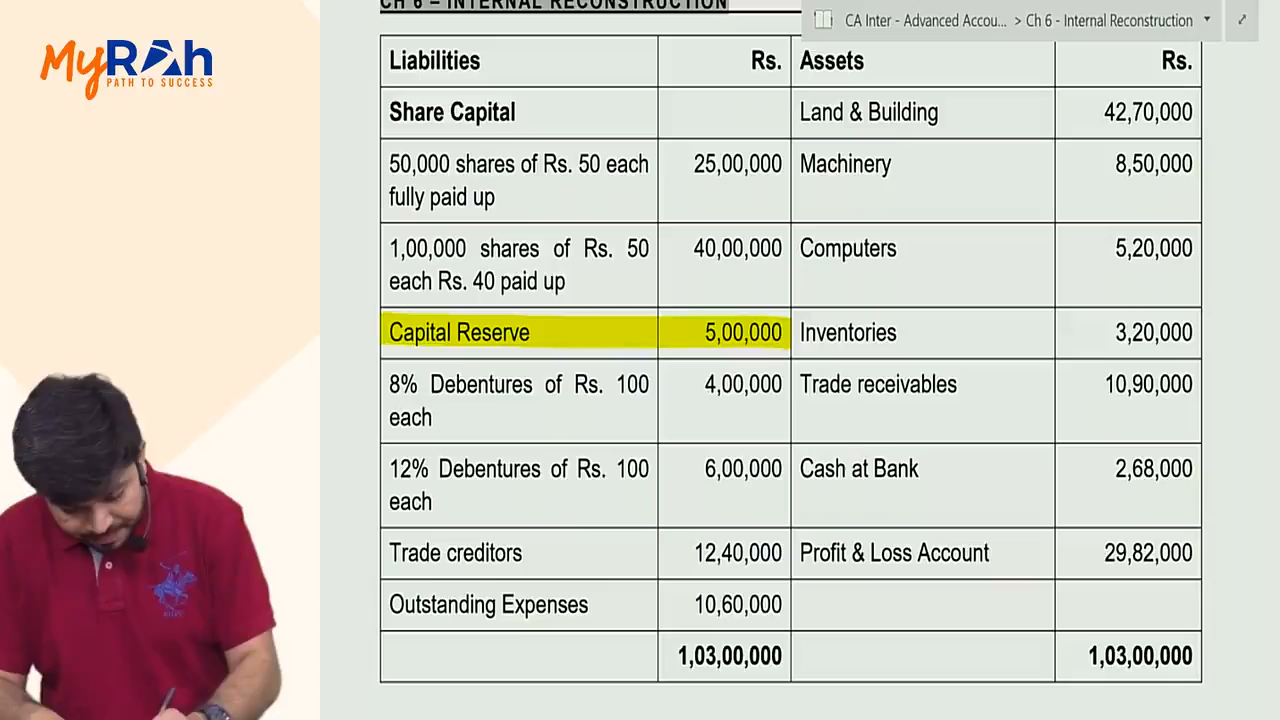 CH 6 – INTERNAL RECONSTRUCTION
CA Inter - Advanced Accou... > Ch 6 - Internal Reconstruction
MyRAh
PATH TO SUCCESS
Liabilities Rs. Assets Rs.
Share Capital Land & Building 42,70,000
50,000 shares of Rs. 50 each 25,00,000 Machinery 8,50,000
fully paid up
1,00,000 shares of Rs. 50 40,00,000 Computers 5,20,000
each Rs. 40 paid up
Capital Reserve 5,00,000 Inventories 3,20,000
8% Debentures of Rs. 100 4,00,000 Trade receivables 10,90,000
each
12% Debentures of Rs. 100 6,00,000 Cash at Bank 2,68,000
each
Trade creditors 12,40,000 Profit & Loss Account 29,82,000
Outstanding Expenses 10,60,000
1,03,00,000 1,03,00,000